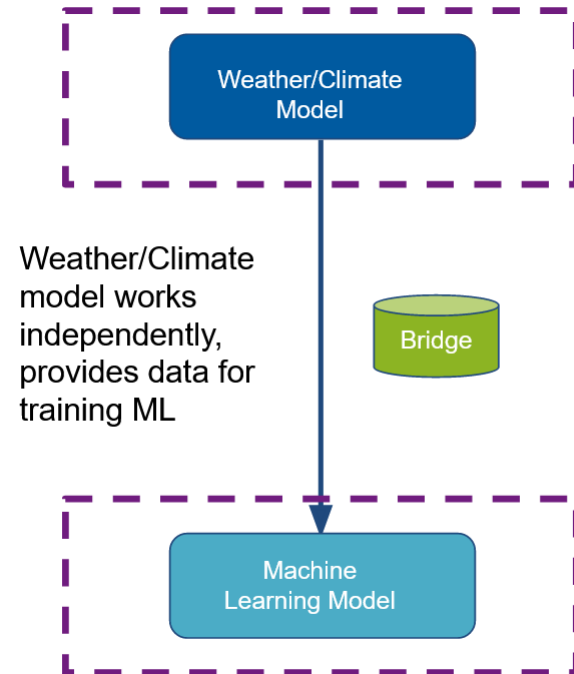 Weather/Climate
Model
Weather/Climate
model works
independently,
provides data for
training ML
Bridge
Machine
Learning Model